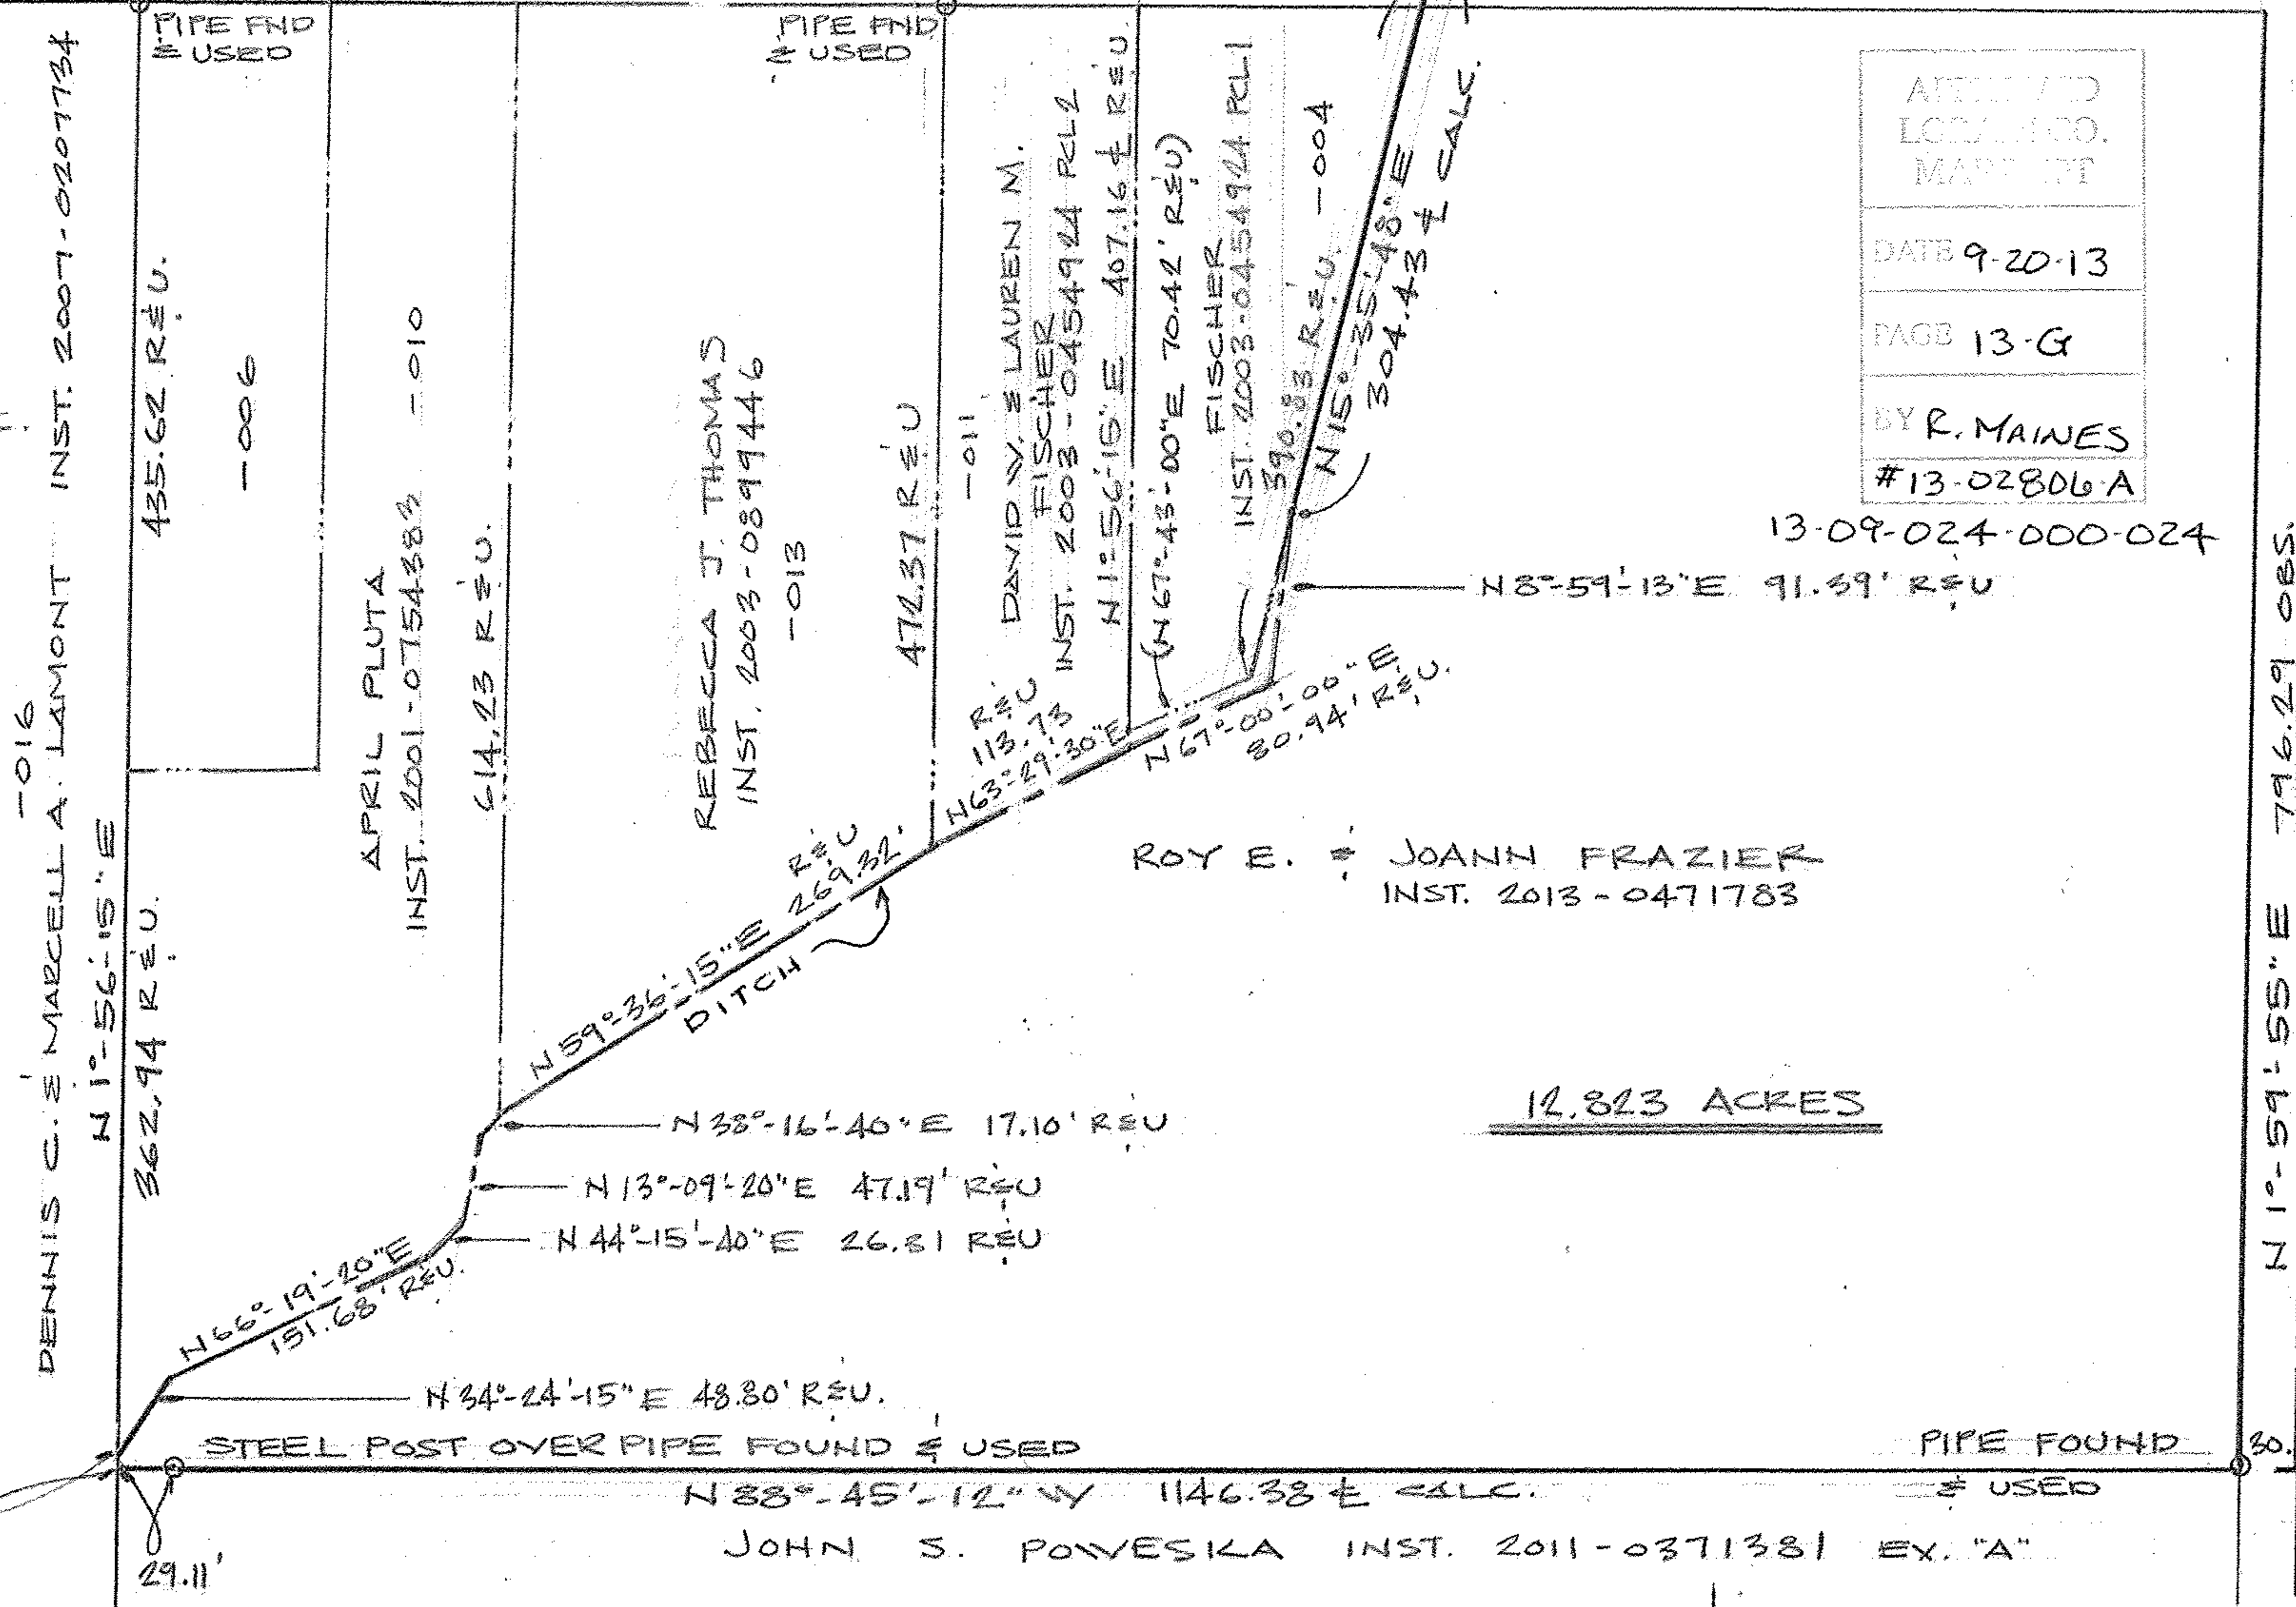 PIPE FND
& USED
PIPE FND
& USED
-016
DENNIS C. & MARCELL A. LAMONT INST. 2007-0207734
N 1°-56'-15" E
435.62 R&U.
362.94 R&U.
-006
APRIL PLUTA
INST. 2001-0754383 -010
614.23 R&U.
REBECCA J. THOMAS
INST. 2003-0899446
-013
472.37 R&U
-011
DAVID W. & LAUREN M.
FISCHER
INST. 2003-0454924 PCL2
N 1°-56'-15" E 407.16 ℄ R&U
(N 67°-43'-00" E 70.42' R&U)
FISCHER
INST. 2003-0454924 PCL1
390.83 R&U. -004
N 15°-35'-48" E
304.43 ℄ CALC.
DATE 9-20-13
PAGE 13-G
BY R. MAINES
#13-02806-A
13-09-024-000-024
N 8°-59'-13" E 91.39' R&U
N 67°-00'-00" E
80.94' R&U.
R&U
113.73
N 63°-29'-30" E
R&U
N 59°-36'-15" E 269.32'
DITCH
ROY E. & JOANN FRAZIER
INST. 2013-0471783
12.823 ACRES
N 1°-59'-55" E 796.29 OBS.
N 38°-16'-40" E 17.10' R&U
N 13°-09'-20" E 47.19' R&U
N 44°-15'-40" E 26.81 R&U
N 66°-19'-20" E
151.68' R&U.
N 34°-24'-15" E 48.80' R&U.
STEEL POST OVER PIPE FOUND & USED
PIPE FOUND
& USED
30.
N 88°-45'-12" W 1146.38 ℄ CALC.
JOHN S. POWESKA INST. 2011-0371381 EX. "A"
29.11'